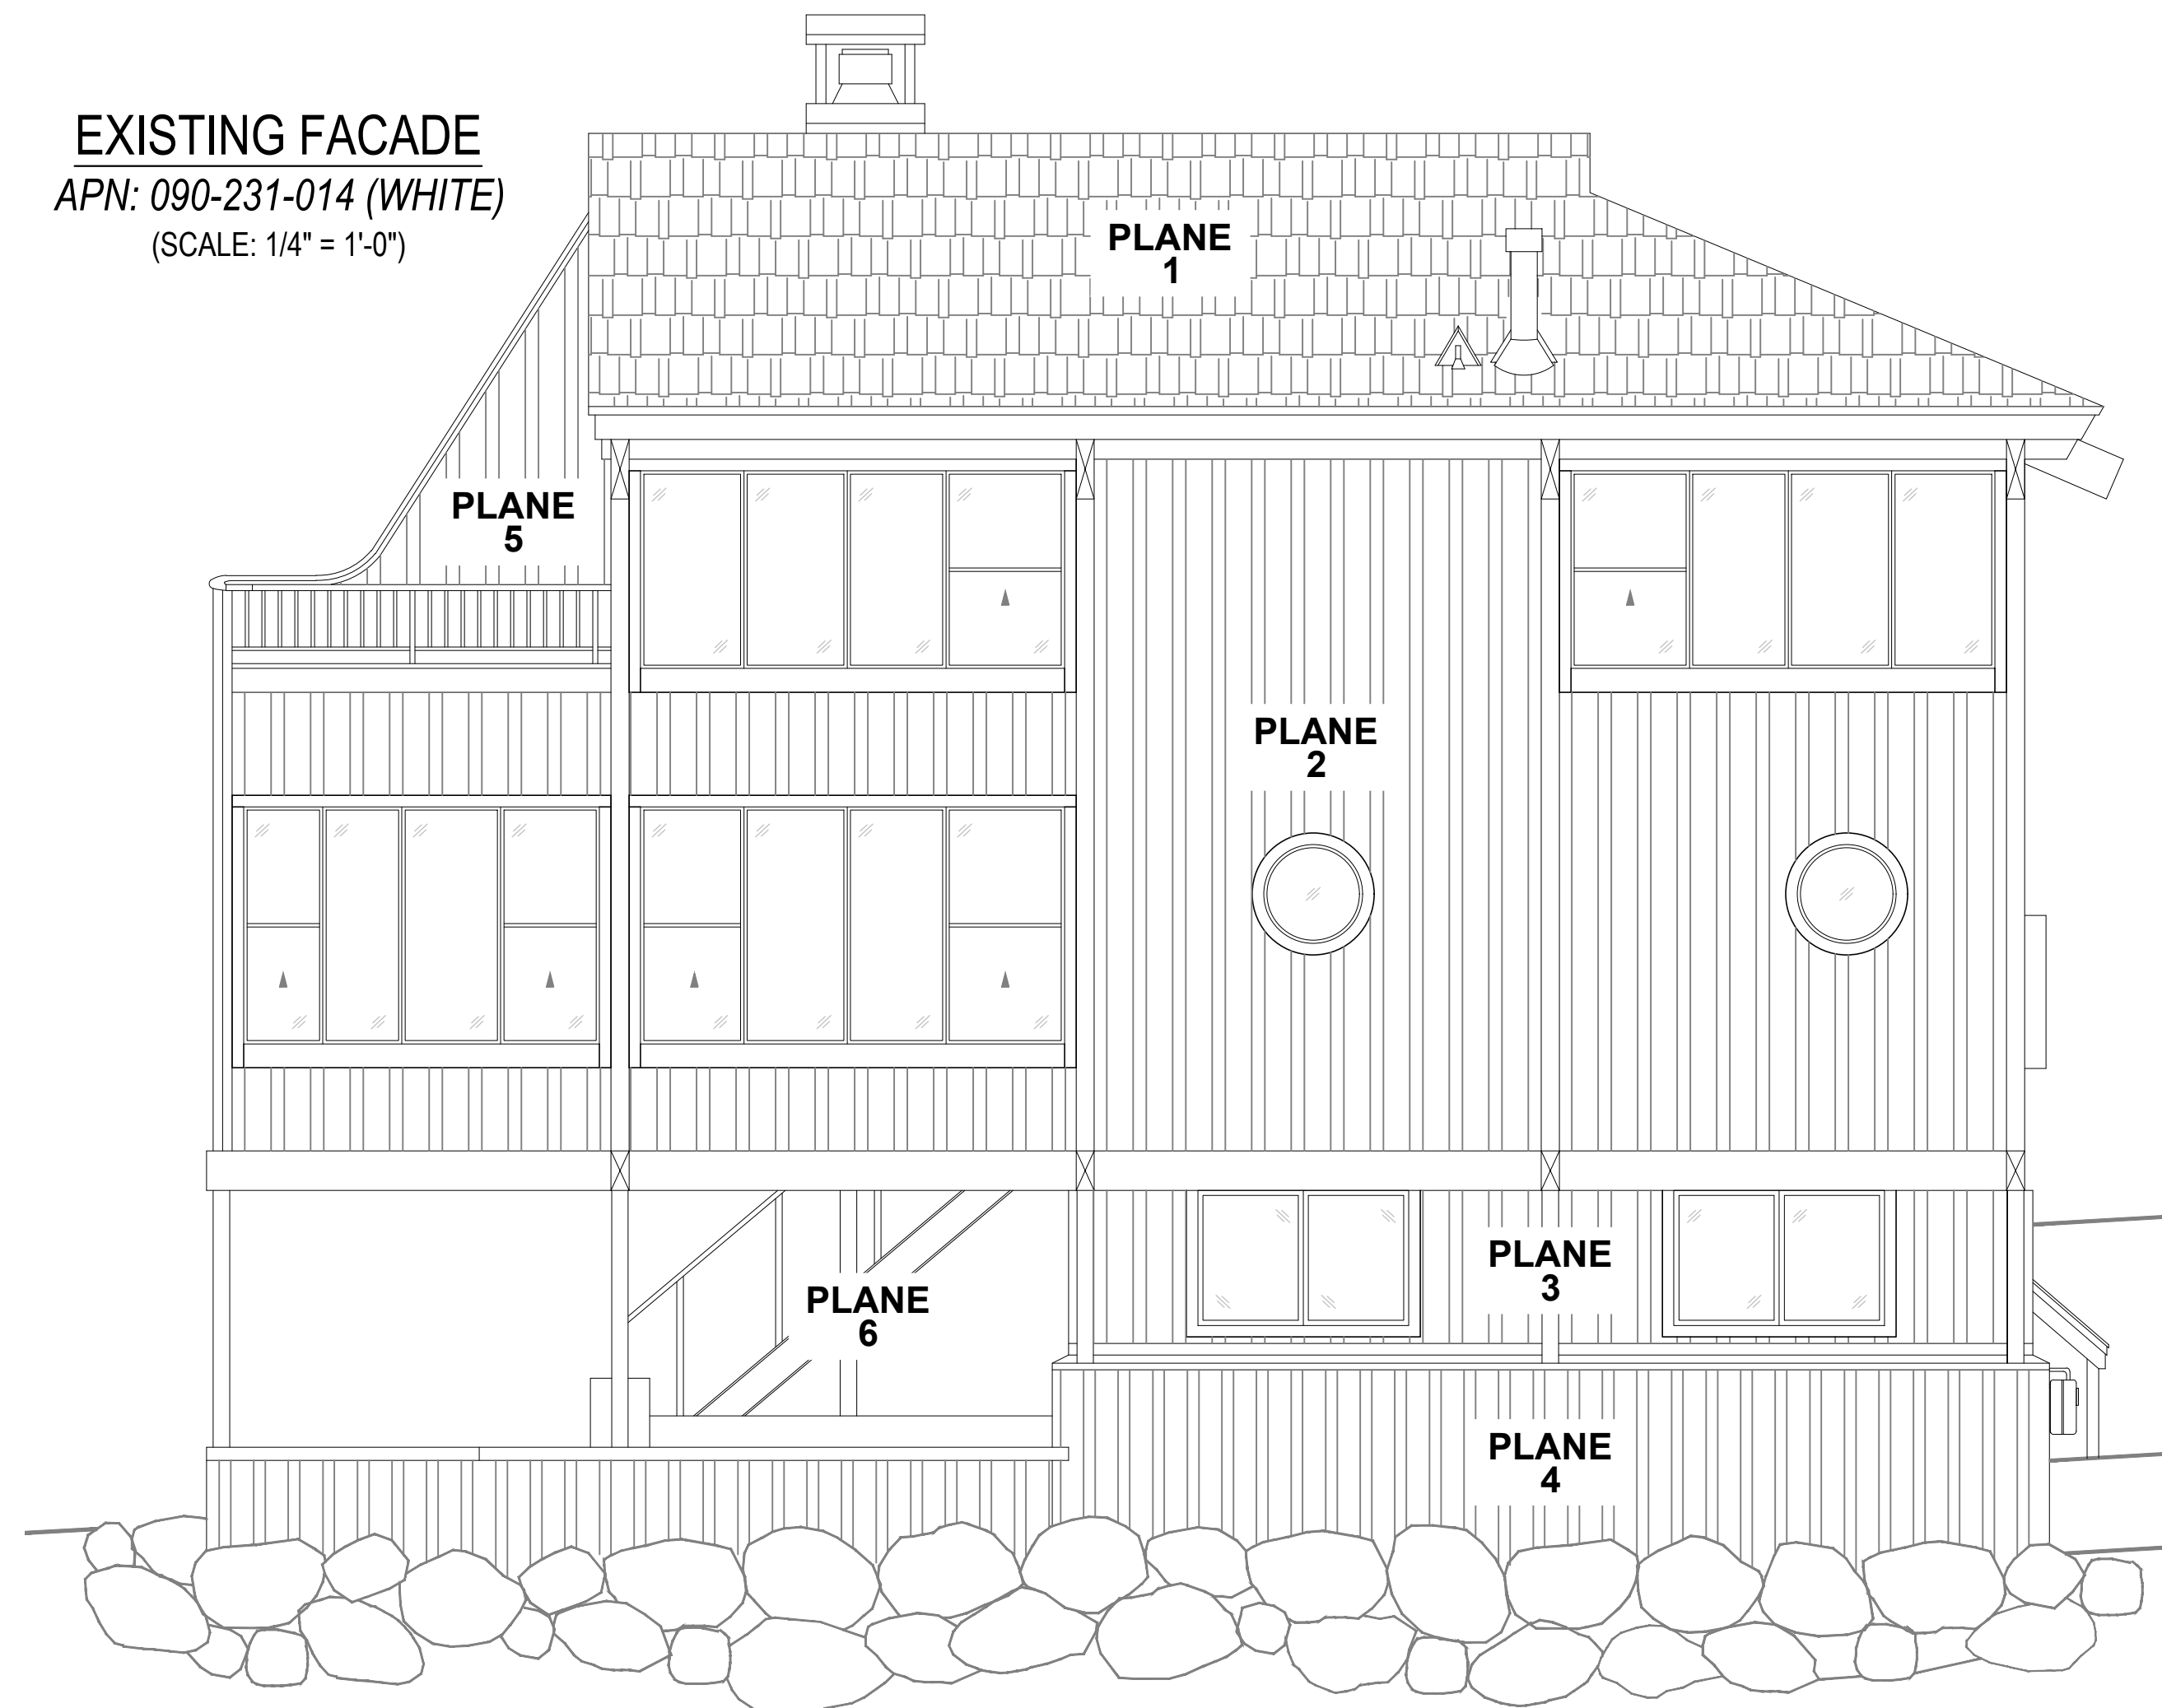 EXISTING FACADE
APN: 090-231-014 (WHITE)
(SCALE: 1/4" = 1'-0")
PLANE
1
PLANE
5
PLANE
2
PLANE
3
PLANE
6
PLANE
4